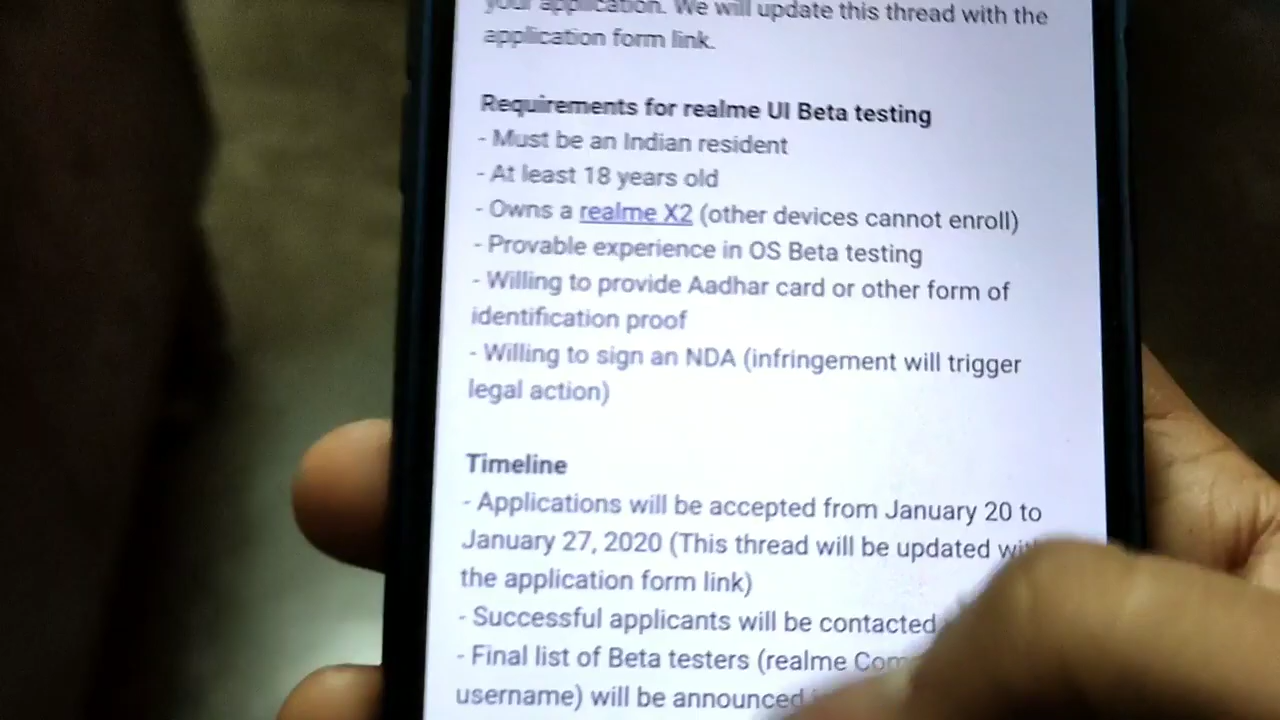 your application. We will update this thread with the
application form link.
Requirements for realme UI Beta testing
- Must be an Indian resident
- At least 18 years old
- Owns a realme X2 (other devices cannot enroll)
- Provable experience in OS Beta testing
- Willing to provide Aadhar card or other form of
identification proof
- Willing to sign an NDA (infringement will trigger
legal action)
Timeline
- Applications will be accepted from January 20 to
January 27, 2020 (This thread will be updated with
the application form link)
- Successful applicants will be contacted
- Final list of Beta testers (realme
username) will be announced